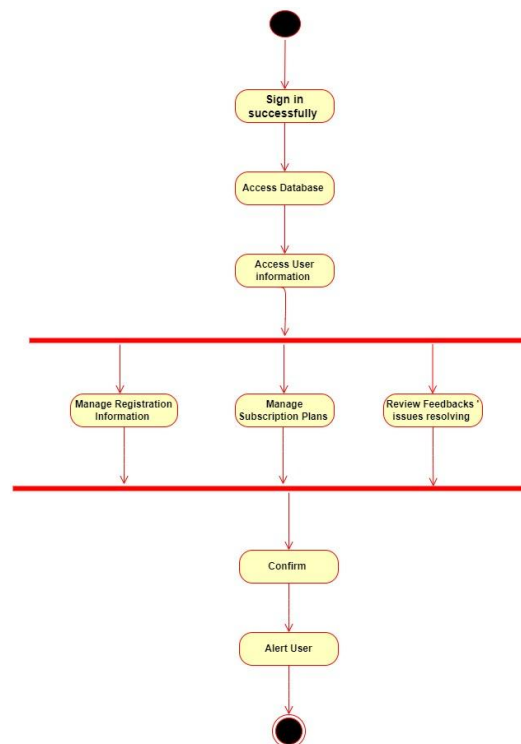 Sign in
successfully
Access Database
Access User
information
Manage Registration
Information
Manage
Subscription Plans
Review Feedbacks '
issues resolving
Confirm
Alert User